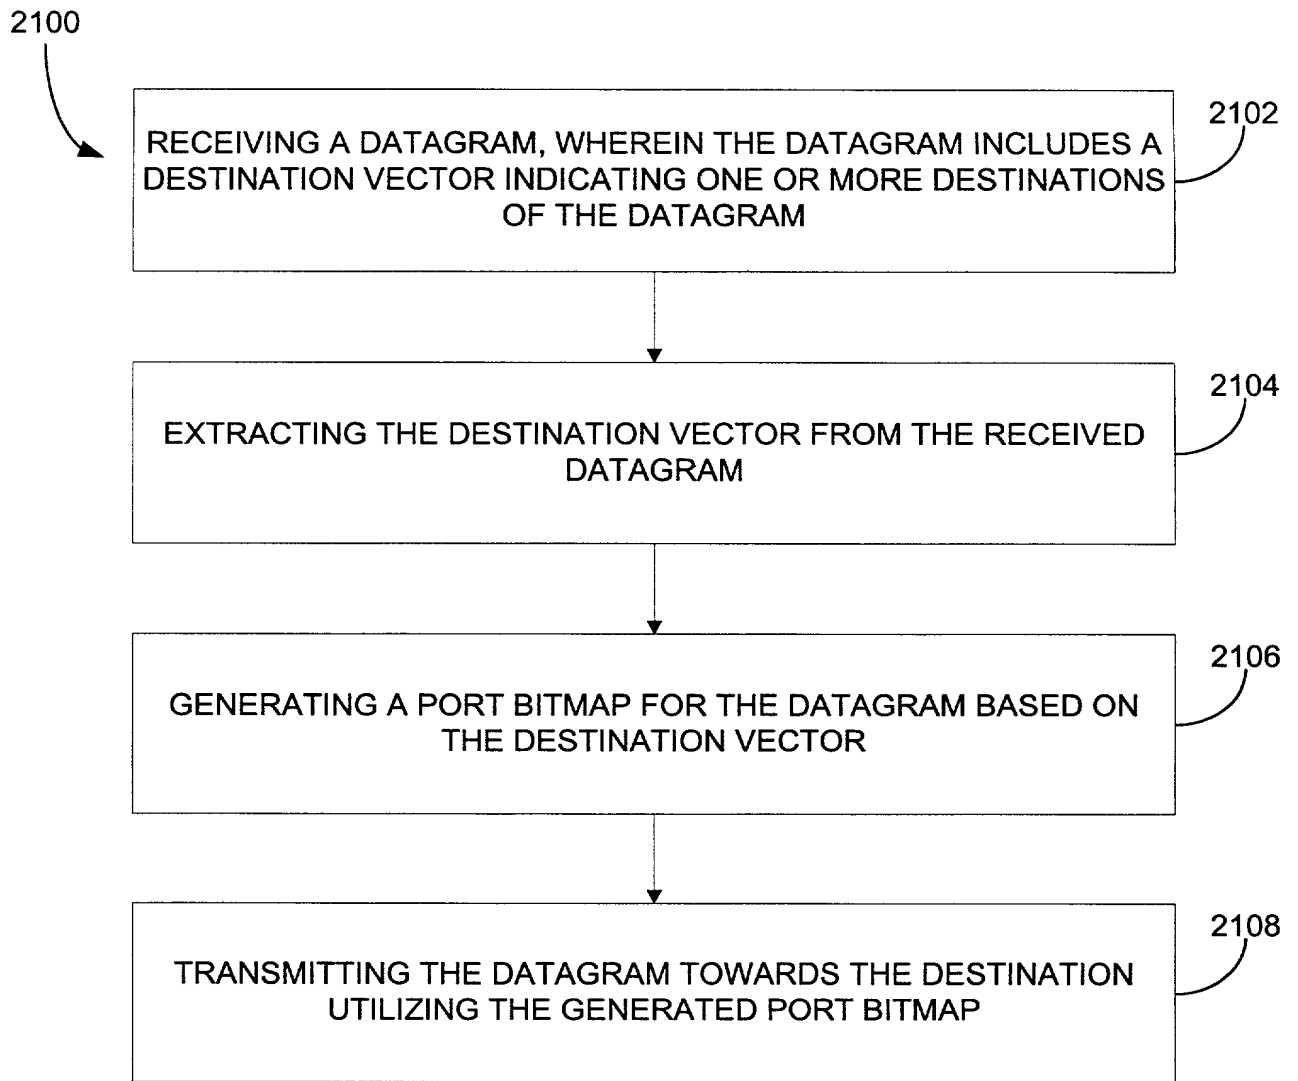 2100
2102
RECEIVING A DATAGRAM, WHEREIN THE DATAGRAM INCLUDES A
DESTINATION VECTOR INDICATING ONE OR MORE DESTINATIONS
OF THE DATAGRAM
2104
EXTRACTING THE DESTINATION VECTOR FROM THE RECEIVED
DATAGRAM
2106
GENERATING A PORT BITMAP FOR THE DATAGRAM BASED ON
THE DESTINATION VECTOR
2108
TRANSMITTING THE DATAGRAM TOWARDS THE DESTINATION
UTILIZING THE GENERATED PORT BITMAP